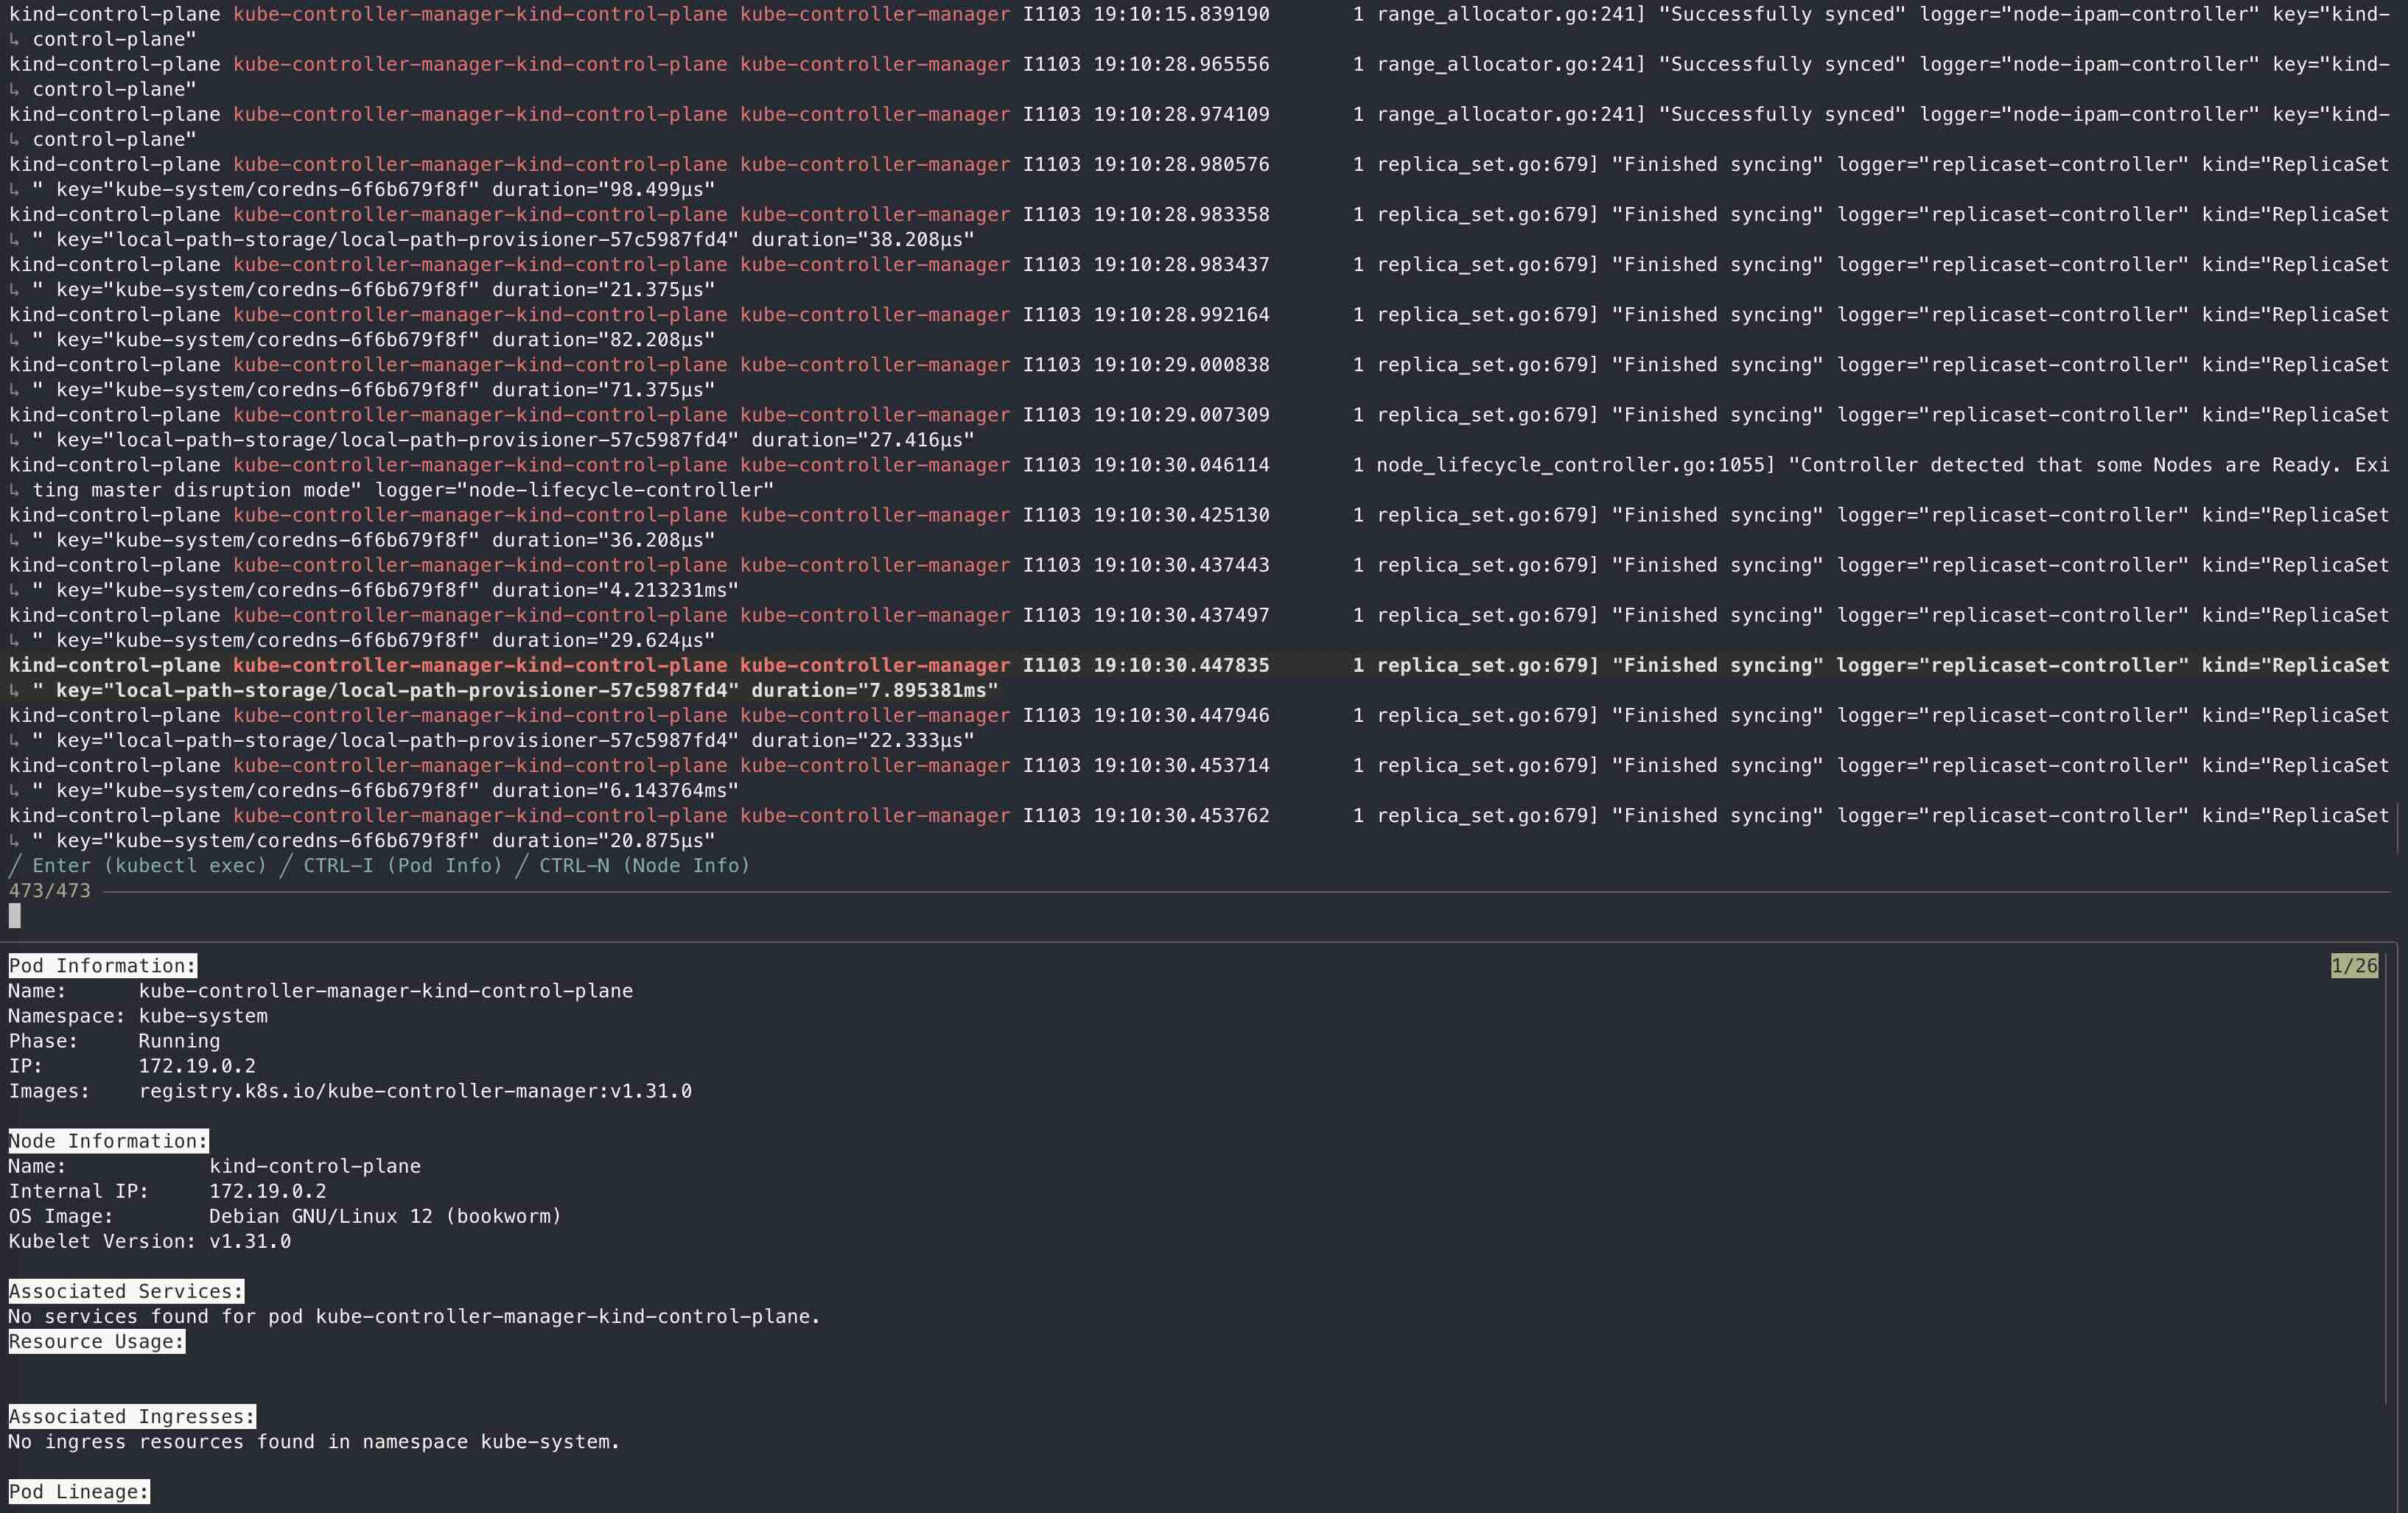 kind-control-plane kube-controller-manager-kind-control-plane kube-controller-manager I1103 19:10:15.839190       1 range_allocator.go:241] "Successfully synced" logger="node-ipam-controller" key="kind-
↳ control-plane"
kind-control-plane kube-controller-manager-kind-control-plane kube-controller-manager I1103 19:10:28.965556       1 range_allocator.go:241] "Successfully synced" logger="node-ipam-controller" key="kind-
↳ control-plane"
kind-control-plane kube-controller-manager-kind-control-plane kube-controller-manager I1103 19:10:28.974109       1 range_allocator.go:241] "Successfully synced" logger="node-ipam-controller" key="kind-
↳ control-plane"
kind-control-plane kube-controller-manager-kind-control-plane kube-controller-manager I1103 19:10:28.980576       1 replica_set.go:679] "Finished syncing" logger="replicaset-controller" kind="ReplicaSet
↳ " key="kube-system/coredns-6f6b679f8f" duration="98.499µs"
kind-control-plane kube-controller-manager-kind-control-plane kube-controller-manager I1103 19:10:28.983358       1 replica_set.go:679] "Finished syncing" logger="replicaset-controller" kind="ReplicaSet
↳ " key="local-path-storage/local-path-provisioner-57c5987fd4" duration="38.208µs"
kind-control-plane kube-controller-manager-kind-control-plane kube-controller-manager I1103 19:10:28.983437       1 replica_set.go:679] "Finished syncing" logger="replicaset-controller" kind="ReplicaSet
↳ " key="kube-system/coredns-6f6b679f8f" duration="21.375µs"
kind-control-plane kube-controller-manager-kind-control-plane kube-controller-manager I1103 19:10:28.992164       1 replica_set.go:679] "Finished syncing" logger="replicaset-controller" kind="ReplicaSet
↳ " key="kube-system/coredns-6f6b679f8f" duration="82.208µs"
kind-control-plane kube-controller-manager-kind-control-plane kube-controller-manager I1103 19:10:29.000838       1 replica_set.go:679] "Finished syncing" logger="replicaset-controller" kind="ReplicaSet
↳ " key="kube-system/coredns-6f6b679f8f" duration="71.375µs"
kind-control-plane kube-controller-manager-kind-control-plane kube-controller-manager I1103 19:10:29.007309       1 replica_set.go:679] "Finished syncing" logger="replicaset-controller" kind="ReplicaSet
↳ " key="local-path-storage/local-path-provisioner-57c5987fd4" duration="27.416µs"
kind-control-plane kube-controller-manager-kind-control-plane kube-controller-manager I1103 19:10:30.046114       1 node_lifecycle_controller.go:1055] "Controller detected that some Nodes are Ready. Exi
↳ ting master disruption mode" logger="node-lifecycle-controller"
kind-control-plane kube-controller-manager-kind-control-plane kube-controller-manager I1103 19:10:30.425130       1 replica_set.go:679] "Finished syncing" logger="replicaset-controller" kind="ReplicaSet
↳ " key="kube-system/coredns-6f6b679f8f" duration="36.208µs"
kind-control-plane kube-controller-manager-kind-control-plane kube-controller-manager I1103 19:10:30.437443       1 replica_set.go:679] "Finished syncing" logger="replicaset-controller" kind="ReplicaSet
↳ " key="kube-system/coredns-6f6b679f8f" duration="4.213231ms"
kind-control-plane kube-controller-manager-kind-control-plane kube-controller-manager I1103 19:10:30.437497       1 replica_set.go:679] "Finished syncing" logger="replicaset-controller" kind="ReplicaSet
↳ " key="kube-system/coredns-6f6b679f8f" duration="29.624µs"
kind-control-plane kube-controller-manager-kind-control-plane kube-controller-manager I1103 19:10:30.447835       1 replica_set.go:679] "Finished syncing" logger="replicaset-controller" kind="ReplicaSet
↳ " key="local-path-storage/local-path-provisioner-57c5987fd4" duration="7.895381ms"
kind-control-plane kube-controller-manager-kind-control-plane kube-controller-manager I1103 19:10:30.447946       1 replica_set.go:679] "Finished syncing" logger="replicaset-controller" kind="ReplicaSet
↳ " key="local-path-storage/local-path-provisioner-57c5987fd4" duration="22.333µs"
kind-control-plane kube-controller-manager-kind-control-plane kube-controller-manager I1103 19:10:30.453714       1 replica_set.go:679] "Finished syncing" logger="replicaset-controller" kind="ReplicaSet
↳ " key="kube-system/coredns-6f6b679f8f" duration="6.143764ms"
kind-control-plane kube-controller-manager-kind-control-plane kube-controller-manager I1103 19:10:30.453762       1 replica_set.go:679] "Finished syncing" logger="replicaset-controller" kind="ReplicaSet
↳ " key="kube-system/coredns-6f6b679f8f" duration="20.875µs"
╱ Enter (kubectl exec) ╱ CTRL-I (Pod Info) ╱ CTRL-N (Node Info)
473/473
Pod Information: 1/26
Name:      kube-controller-manager-kind-control-plane
Namespace: kube-system
Phase:     Running
IP:        172.19.0.2
Images:    registry.k8s.io/kube-controller-manager:v1.31.0
Node Information:
Name:            kind-control-plane
Internal IP:     172.19.0.2
OS Image:        Debian GNU/Linux 12 (bookworm)
Kubelet Version: v1.31.0
Associated Services:
No services found for pod kube-controller-manager-kind-control-plane.
Resource Usage:
Associated Ingresses:
No ingress resources found in namespace kube-system.
Pod Lineage: